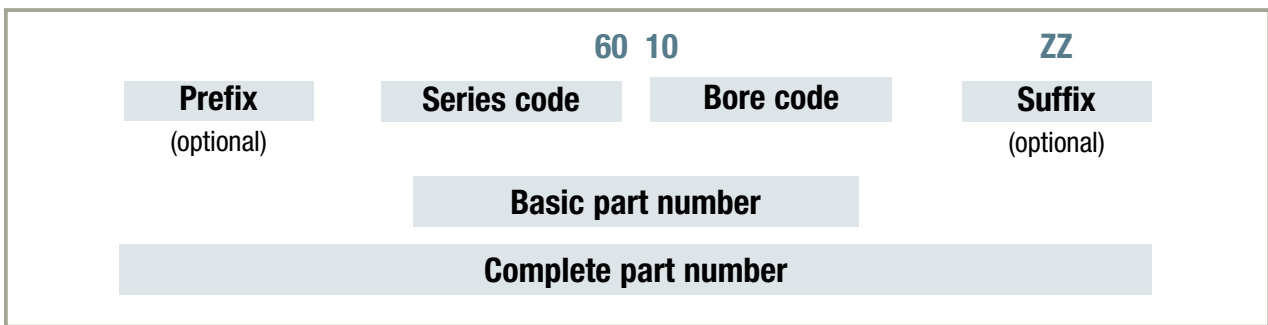 60 10 ZZ
Prefix Series code Bore code Suffix
(optional) (optional)
Basic part number
Complete part number